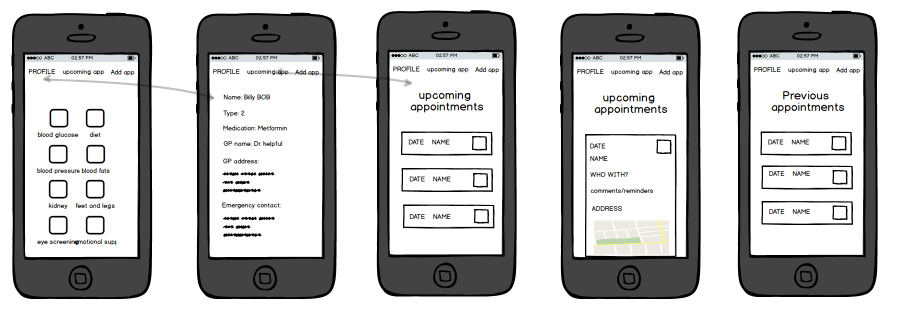 ●●●○○ ABC 02:57 PM
PROFILE upcoming app Add app
blood glucose diet
blood pressure blood fats
kidney feet and legs
eye screening emotional supp
●●●○○ ABC 02:57 PM
PROFILE upcoming app Add app
Name: Billy BOB
Type: 2
Medication: Metformin
GP name: Dr. helpful
GP address:
Emergency contact:
●●●○○ ABC 02:57 PM
PROFILE upcoming app Add app
upcoming
appointments
DATE NAME
DATE NAME
DATE NAME
●●●○○ ABC 02:57 PM
PROFILE upcoming app Add app
upcoming
appointments
DATE
NAME
WHO WITH?
comments/reminders
ADDRESS
●●●○○ ABC 02:57 PM
PROFILE upcoming app Add app
Previous
appointments
DATE NAME
DATE NAME
DATE NAME